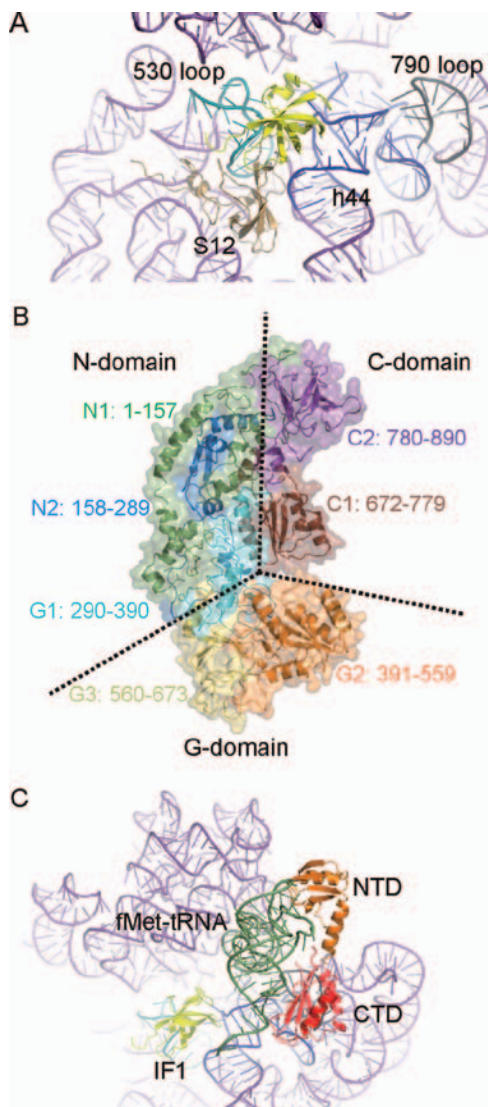 A
530 loop
790 loop
h44
S12
B
N-domain
C-domain
N1: 1-157
C2: 780-890
N2: 158-289
C1: 672-779
G1: 290-390
G2: 391-559
G3: 560-673
G-domain
C
NTD
fMet-tRNA
CTD
IF1